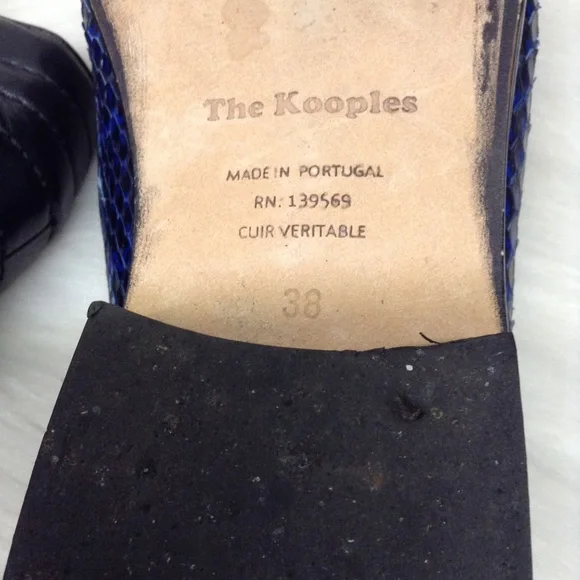 The Kooples
MADE IN PORTUGAL
RN: 139569
CUIR VERITABLE
38